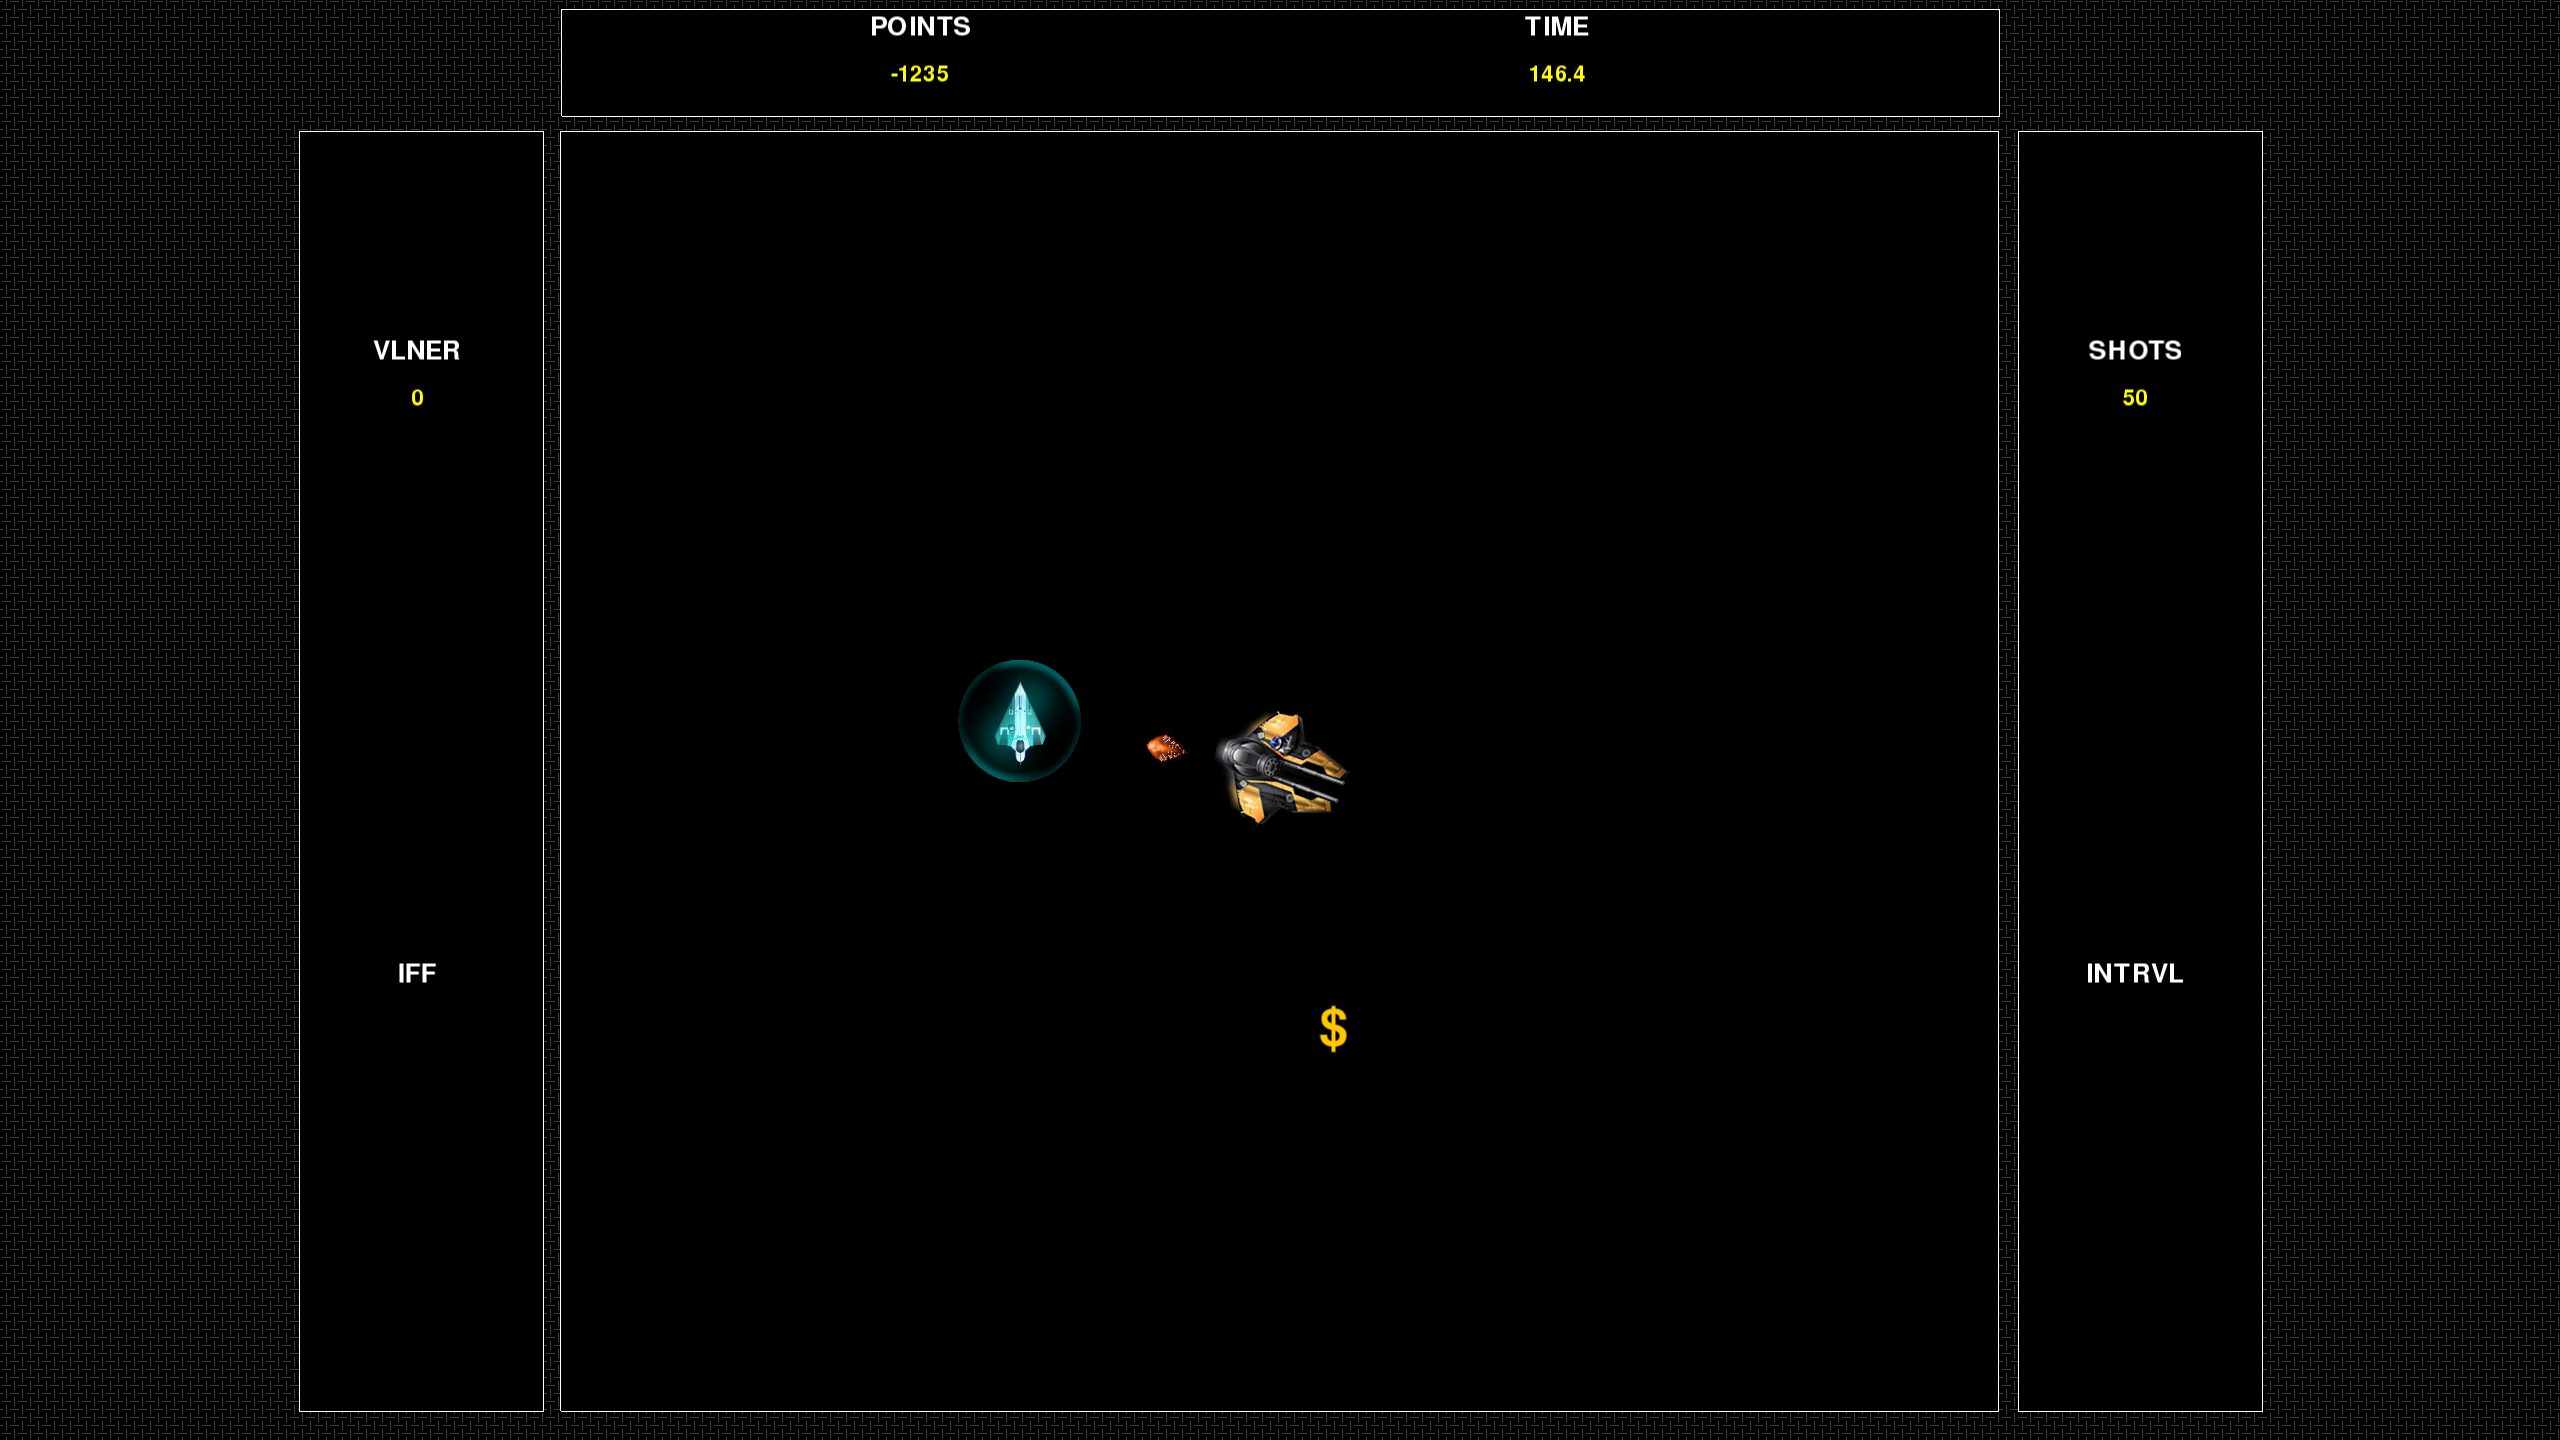 POINTS
-1235
TIME
146.4
VLNER
0
SHOTS
50
IFF
INTRVL
$